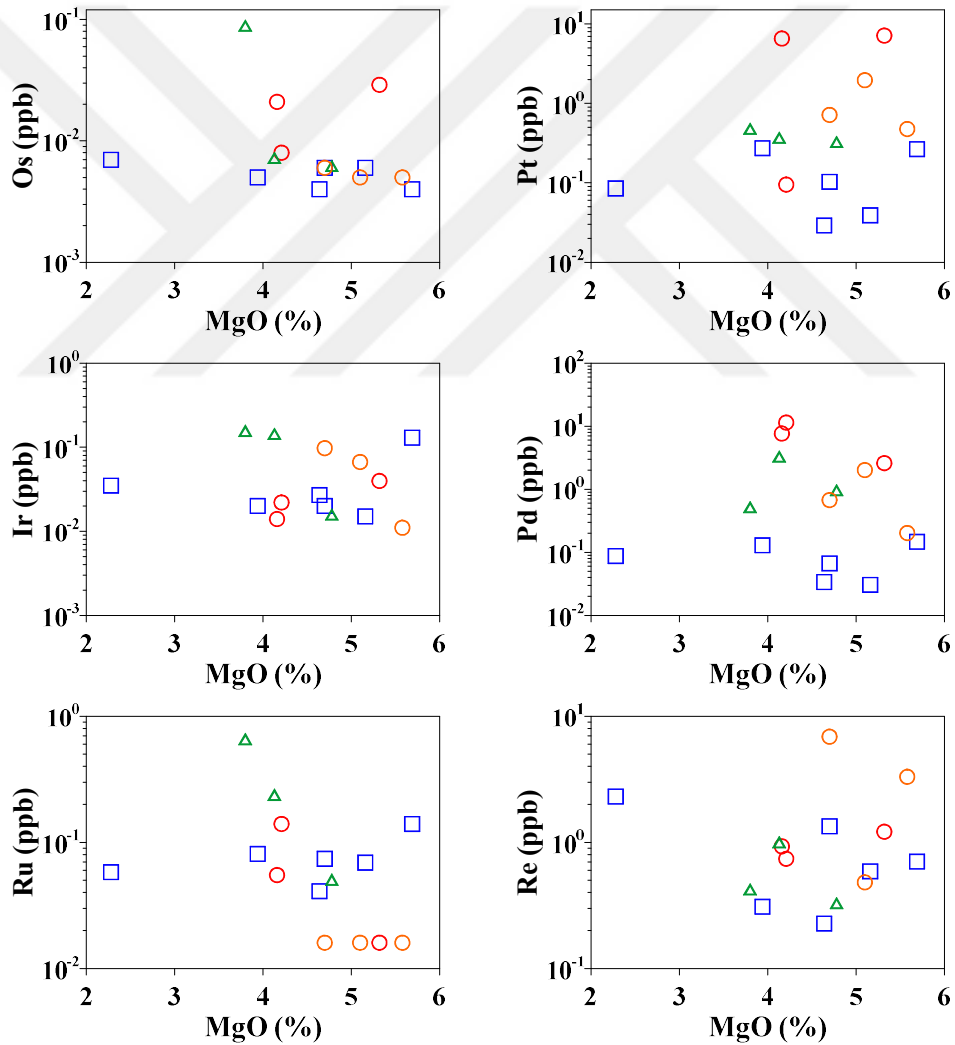 10⁻¹ 10¹
10⁰
10⁻² 10⁻¹
10⁻³ 10⁻²
Os (ppb) Pt (ppb)
2 3 4 5 6 2 3 4 5 6
MgO (%) MgO (%)
10⁰ 10²
10¹
10⁻¹ 10⁰
10⁻² 10⁻¹
10⁻³ 10⁻²
Ir (ppb) Pd (ppb)
2 3 4 5 6 2 3 4 5 6
MgO (%) MgO (%)
10⁰ 10¹
10⁻¹ 10⁰
10⁻² 10⁻¹
Ru (ppb) Re (ppb)
2 3 4 5 6 2 3 4 5 6
MgO (%) MgO (%)